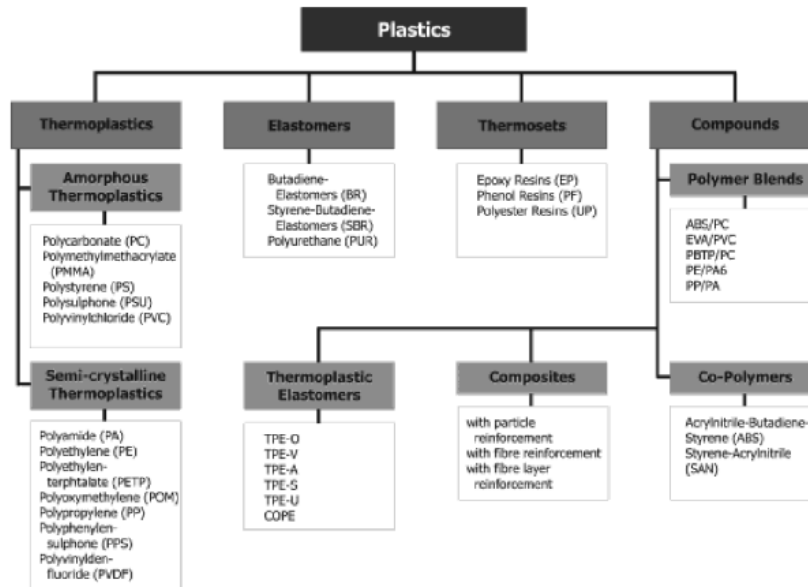 Plastics
Thermoplastics
Elastomers
Thermosets
Compounds
Amorphous
Thermoplastics
Polycarbonate (PC)
Polymethylmethacrylate
(PMMA)
Polystyrene (PS)
Polysulphone (PSU)
Polyvinylchloride (PVC)
Butadiene-
Elastomers (BR)
Styrene-Butadiene-
Elastomers (SBR)
Polyurethane (PUR)
Epoxy Resins (EP)
Phenol Resins (PF)
Polyester Resins (UP)
Polymer Blends
ABS/PC
EVA/PVC
PBTP/PC
PE/PA6
PP/PA
Semi-crystalline
Thermoplastics
Polyamide (PA)
Polyethylene (PE)
Polyethylen-
terphtalate (PETP)
Polyoxymethylene (POM)
Polypropylene (PP)
Polyphenylen-
sulphone (PPS)
Polyvinylden-
fluoride (PVDF)
Thermoplastic
Elastomers
TPE-O
TPE-V
TPE-A
TPE-S
TPE-U
COPE
Composites
with particle
reinforcement
with fibre reinforcement
with fibre layer
reinforcement
Co-Polymers
Acrylnitrile-Butadiene-
Styrene (ABS)
Styrene-Acrylnitrile
(SAN)